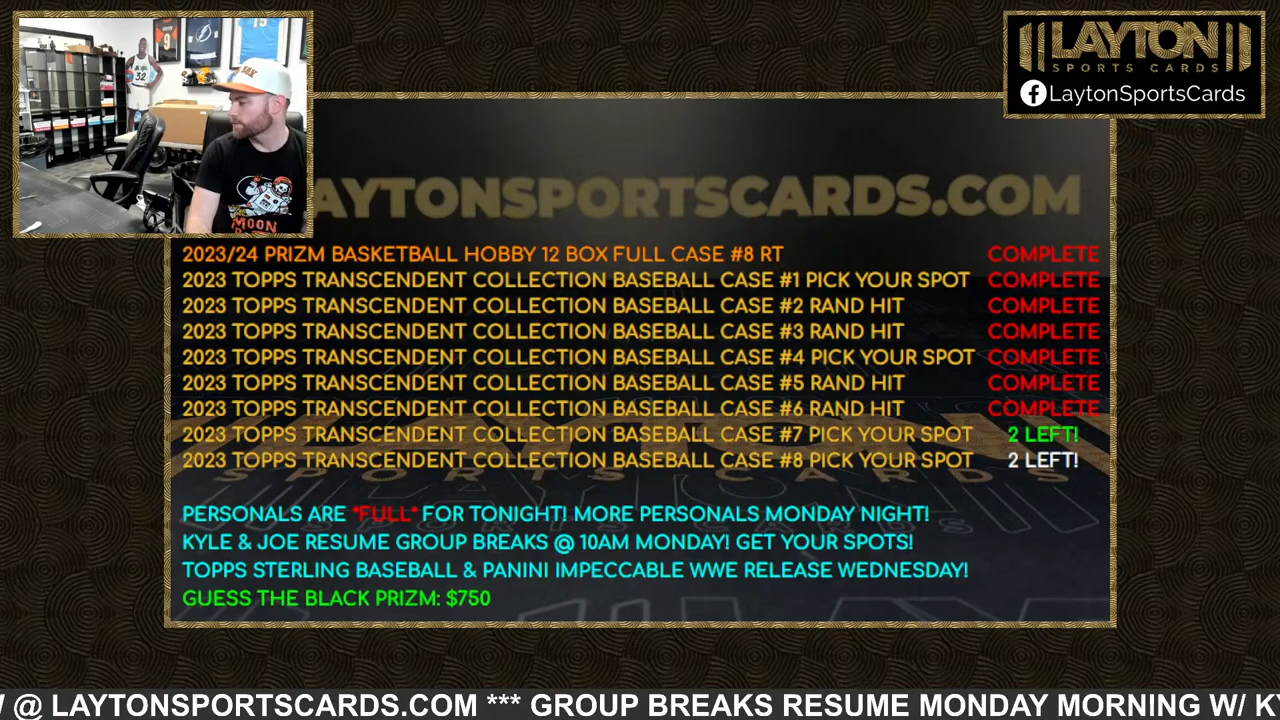 LAYTON
SPORTS CARDS
LaytonSportsCards
LAYTONSPORTSCARDS.COM
2023/24 PRIZM BASKETBALL HOBBY 12 BOX FULL CASE #8 RT COMPLETE
2023 TOPPS TRANSCENDENT COLLECTION BASEBALL CASE #1 PICK YOUR SPOT COMPLETE
2023 TOPPS TRANSCENDENT COLLECTION BASEBALL CASE #2 RAND HIT COMPLETE
2023 TOPPS TRANSCENDENT COLLECTION BASEBALL CASE #3 RAND HIT COMPLETE
2023 TOPPS TRANSCENDENT COLLECTION BASEBALL CASE #4 PICK YOUR SPOT COMPLETE
2023 TOPPS TRANSCENDENT COLLECTION BASEBALL CASE #5 RAND HIT COMPLETE
2023 TOPPS TRANSCENDENT COLLECTION BASEBALL CASE #6 RAND HIT COMPLETE
2023 TOPPS TRANSCENDENT COLLECTION BASEBALL CASE #7 PICK YOUR SPOT 2 LEFT!
2023 TOPPS TRANSCENDENT COLLECTION BASEBALL CASE #8 PICK YOUR SPOT 2 LEFT!
SPORTS CARDS
PERSONALS ARE *FULL* FOR TONIGHT! MORE PERSONALS MONDAY NIGHT!
KYLE & JOE RESUME GROUP BREAKS @ 10AM MONDAY! GET YOUR SPOTS!
TOPPS STERLING BASEBALL & PANINI IMPECCABLE WWE RELEASE WEDNESDAY!
GUESS THE BLACK PRIZM: $750
@ LAYTONSPORTSCARDS.COM *** GROUP BREAKS RESUME MONDAY MORNING W/ K
9
32
MOON